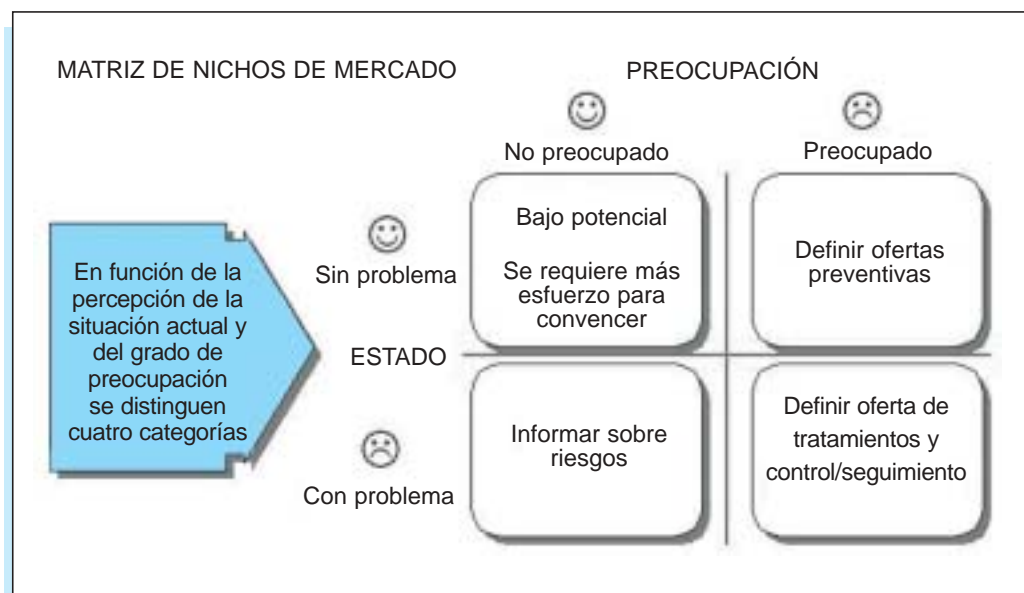 MATRIZ DE NICHOS DE MERCADO
PREOCUPACIÓN
No preocupado
Preocupado
En función de la
percepción de la
situación actual y
del grado de
preocupación
se distinguen
cuatro categorías
Sin problema
ESTADO
Con problema
Bajo potencial
Se requiere más
esfuerzo para
convencer
Definir ofertas
preventivas
Informar sobre
riesgos
Definir oferta de
tratamientos y
control/seguimiento